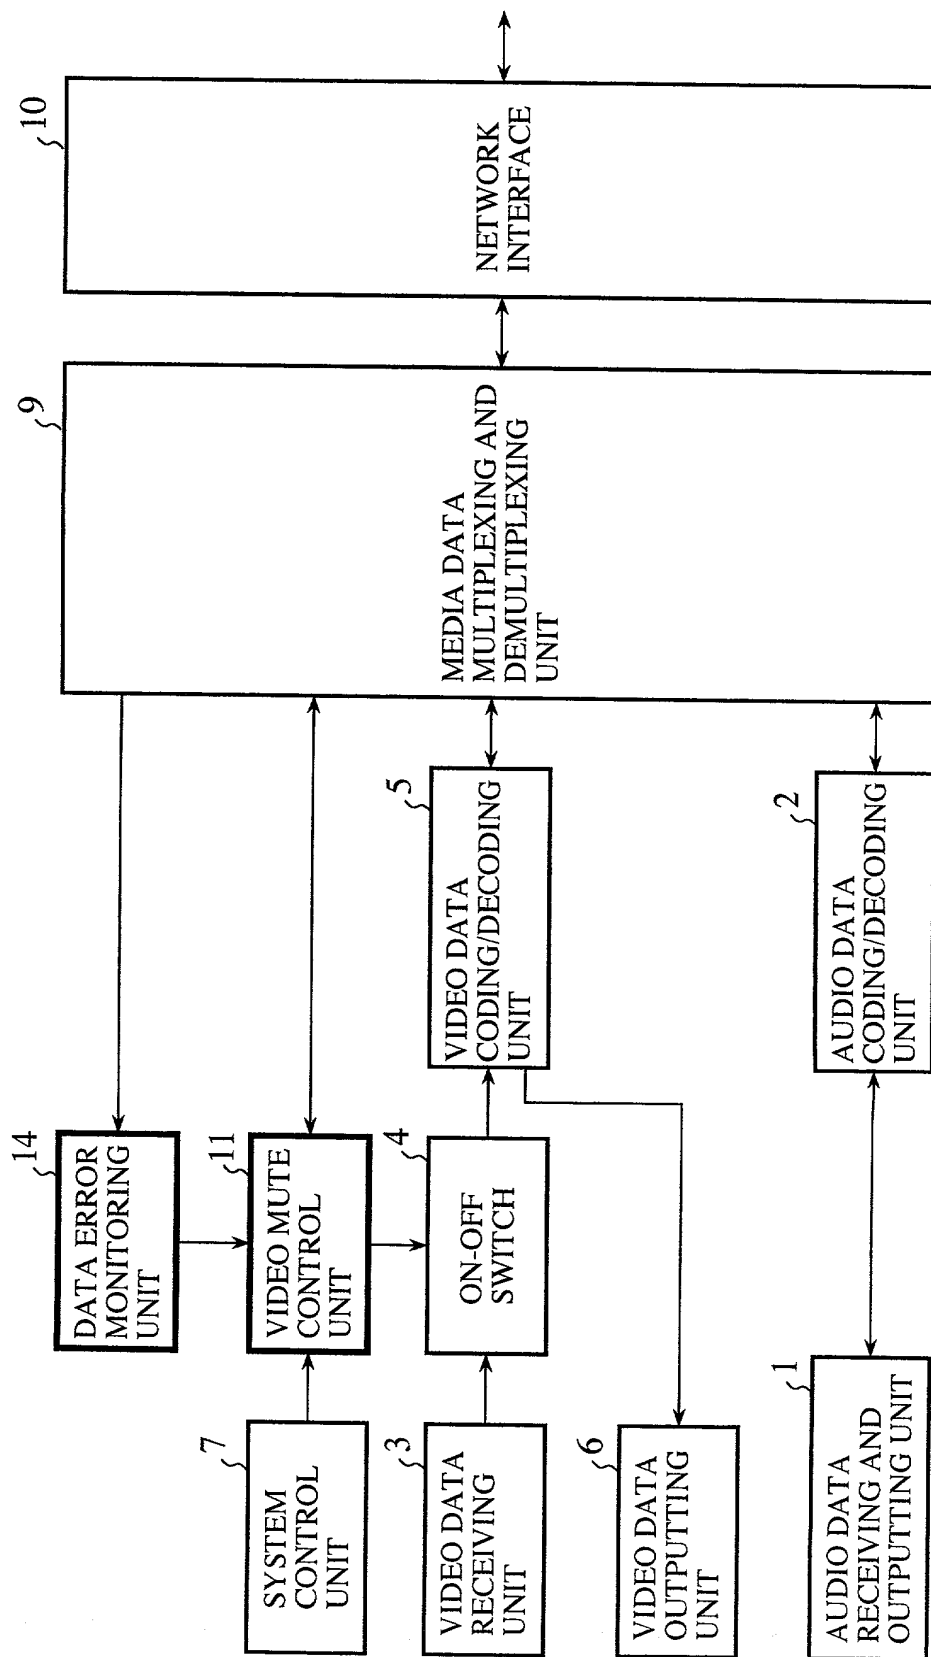 14
DATA ERROR
MONITORING
UNIT
7
SYSTEM
CONTROL
UNIT
11
VIDEO MUTE
CONTROL
UNIT
3
VIDEO DATA
RECEIVING
UNIT
4
ON-OFF
SWITCH
5
VIDEO DATA
CODING/DECODING
UNIT
6
VIDEO DATA
OUTPUTTING
UNIT
1
AUDIO DATA
RECEIVING AND
OUTPUTTING UNIT
2
AUDIO DATA
CODING/DECODING
UNIT
9
MEDIA DATA
MULTIPLEXING AND
DEMULTIPLEXING
UNIT
10
NETWORK
INTERFACE